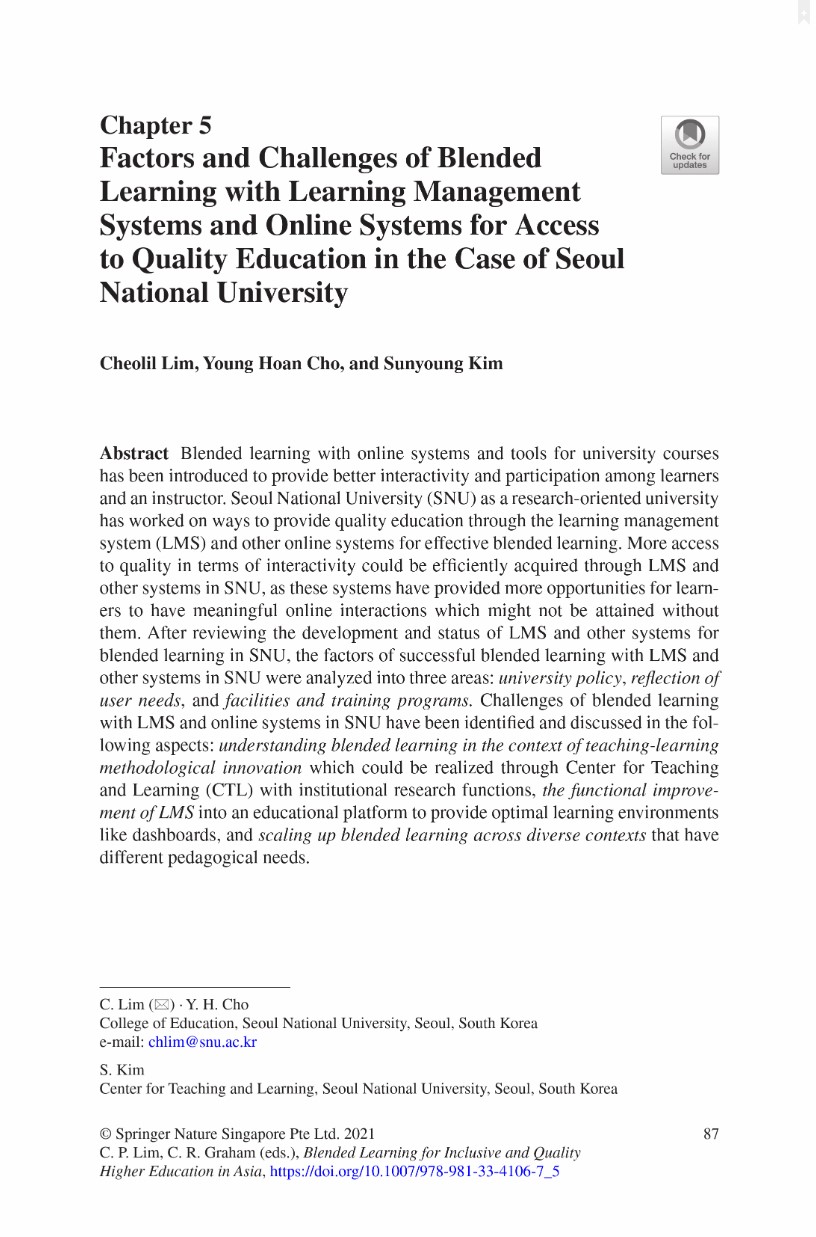 Chapter 5
Factors and Challenges of Blended
Learning with Learning Management
Systems and Online Systems for Access
to Quality Education in the Case of Seoul
National University
Check for
updates
Cheolil Lim, Young Hoan Cho, and Sunyoung Kim
Abstract Blended learning with online systems and tools for university courses
has been introduced to provide better interactivity and participation among learners
and an instructor. Seoul National University (SNU) as a research-oriented university
has worked on ways to provide quality education through the learning management
system (LMS) and other online systems for effective blended learning. More access
to quality in terms of interactivity could be efficiently acquired through LMS and
other systems in SNU, as these systems have provided more opportunities for learn-
ers to have meaningful online interactions which might not be attained without
them. After reviewing the development and status of LMS and other systems for
blended learning in SNU, the factors of successful blended learning with LMS and
other systems in SNU were analyzed into three areas: university policy, reflection of
user needs, and facilities and training programs. Challenges of blended learning
with LMS and online systems in SNU have been identified and discussed in the fol-
lowing aspects: understanding blended learning in the context of teaching-learning
methodological innovation which could be realized through Center for Teaching
and Learning (CTL) with institutional research functions, the functional improve-
ment of LMS into an educational platform to provide optimal learning environments
like dashboards, and scaling up blended learning across diverse contexts that have
different pedagogical needs.
C. Lim (✉) · Y. H. Cho
College of Education, Seoul National University, Seoul, South Korea
e-mail: chlim@snu.ac.kr
S. Kim
Center for Teaching and Learning, Seoul National University, Seoul, South Korea
© Springer Nature Singapore Pte Ltd. 2021 87
C. P. Lim, C. R. Graham (eds.), Blended Learning for Inclusive and Quality
Higher Education in Asia, https://doi.org/10.1007/978-981-33-4106-7_5